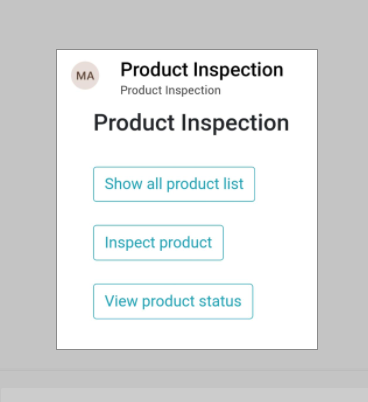 MA
Product Inspection
Product Inspection
Product Inspection
Show all product list
Inspect product
View product status